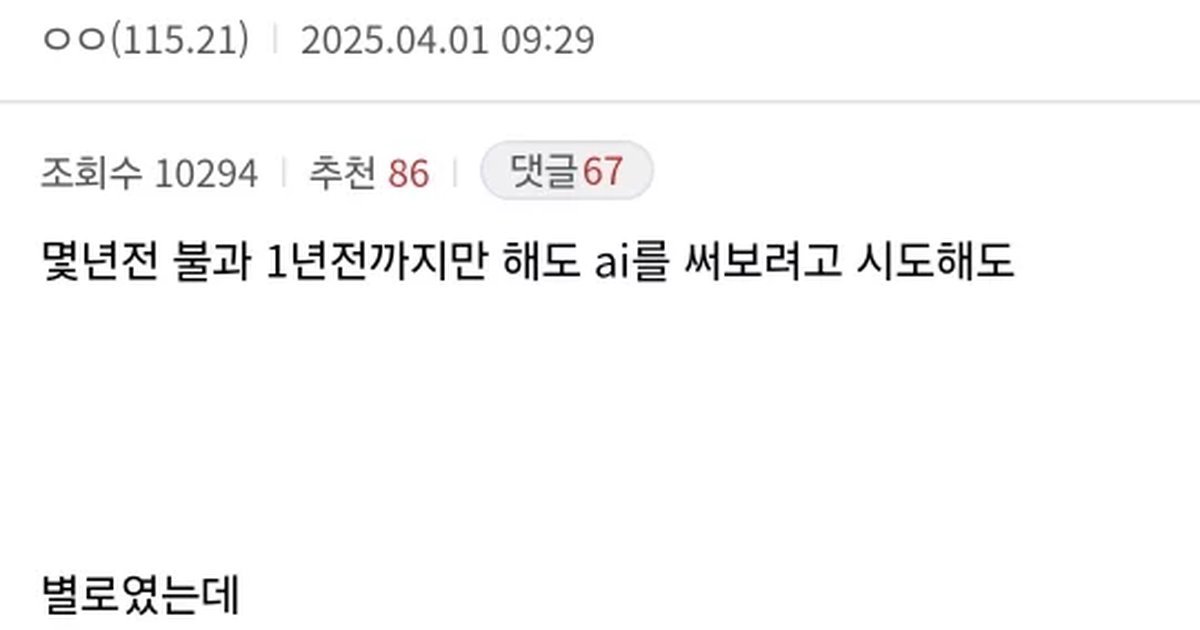 ㅇㅇ(115.21) | 2025.04.01 09:29
조회수 10294 | 추천 86 | 댓글67
몇년전 불과 1년전까지만 해도 ai를 써보려고 시도해도
별로였는데